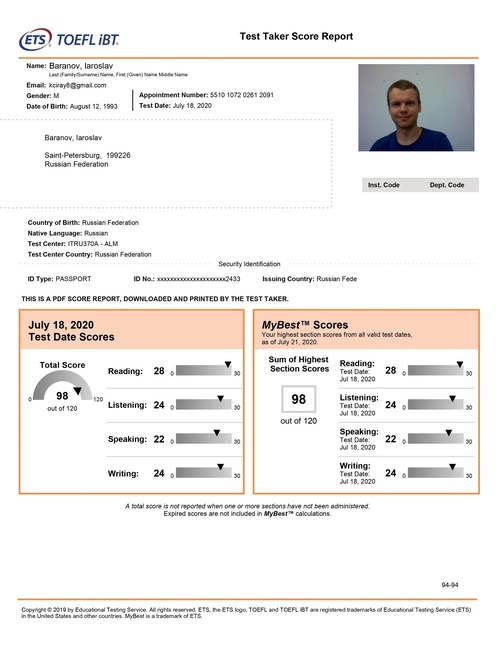 ETS TOEFL iBT.
Test Taker Score Report
Name: Baranov, Iaroslav
Last (Family/Surname) Name, First (Given) Name Middle Name
Email: kciray8@gmail.com
Gender: M
Date of Birth: August 12, 1993
Appointment Number: 5510 1072 0261 2091
Test Date: July 18, 2020
Baranov, Iaroslav
Saint-Petersburg, 199226
Russian Federation
Inst. Code Dept. Code
Country of Birth: Russian Federation
Native Language: Russian
Test Center: ITRU370A - ALM
Test Center Country: Russian Federation
Security Identification
ID Type: PASSPORT ID No.: xxxxxxxxxxxxxxxxxxxxx2433 Issuing Country: Russian Fede
THIS IS A PDF SCORE REPORT, DOWNLOADED AND PRINTED BY THE TEST TAKER.
July 18, 2020
Test Date Scores
Total Score
0 98 120
out of 120
Reading: 28 0 30
Listening: 24 0 30
Speaking: 22 0 30
Writing: 24 0 30
MyBest™ Scores
Your highest section scores from all valid test dates,
as of July 21, 2020.
Sum of Highest
Section Scores
98
out of 120
Reading:
Test Date:
Jul 18, 2020
28 0 30
Listening:
Test Date:
Jul 18, 2020
24 0 30
Speaking:
Test Date:
Jul 18, 2020
22 0 30
Writing:
Test Date:
Jul 18, 2020
24 0 30
A total score is not reported when one or more sections have not been administered.
Expired scores are not included in MyBest™ calculations.
94-94
Copyright © 2019 by Educational Testing Service. All rights reserved. ETS, the ETS logo, TOEFL and TOEFL iBT are registered trademarks of Educational Testing Service (ETS)
in the United States and other countries. MyBest is a trademark of ETS.